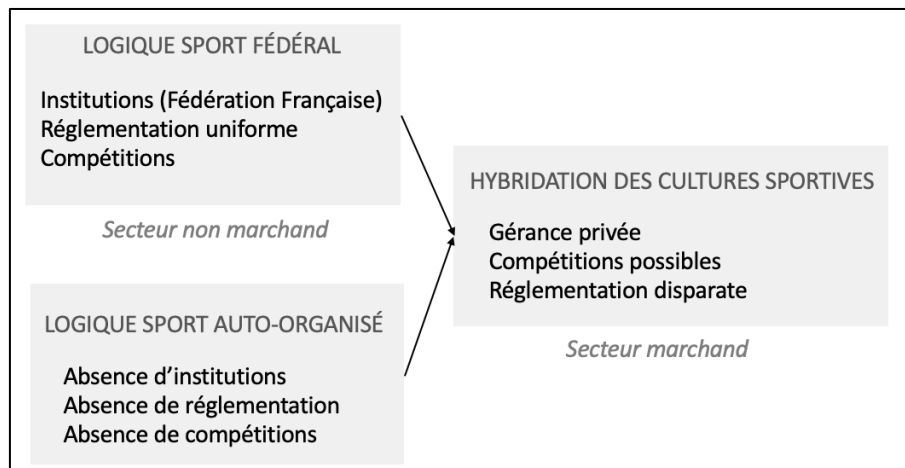 LOGIQUE SPORT FÉDÉRAL
Institutions (Fédération Française)
Réglementation uniforme
Compétitions
Secteur non marchand
LOGIQUE SPORT AUTO-ORGANISÉ
Absence d’institutions
Absence de réglementation
Absence de compétitions
HYBRIDATION DES CULTURES SPORTIVES
Gérance privée
Compétitions possibles
Réglementation disparate
Secteur marchand